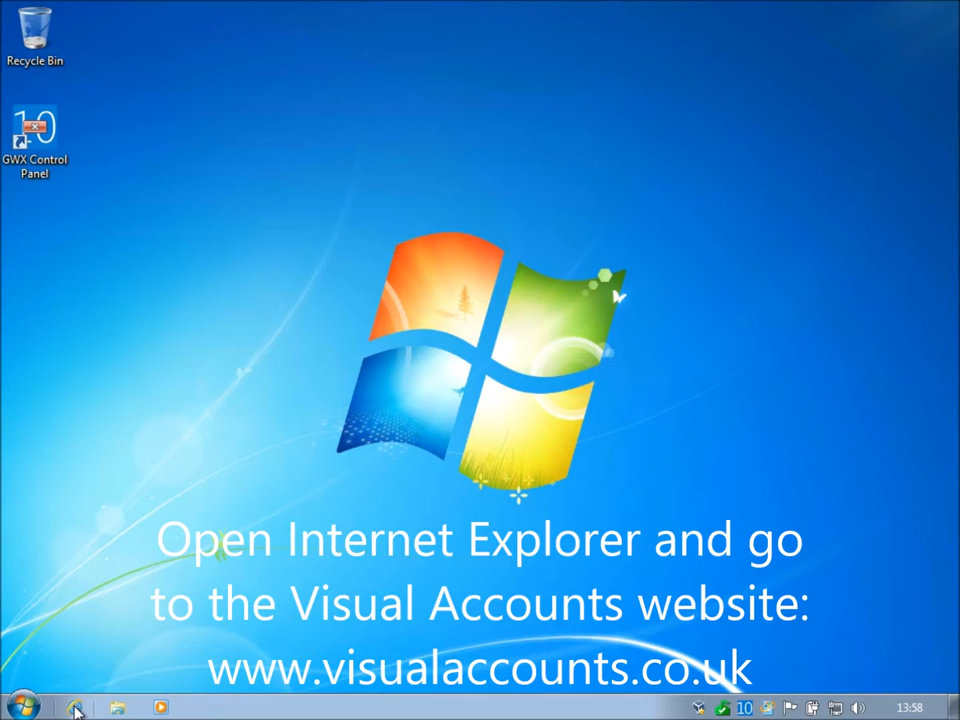 Recycle Bin
10
GWX Control
Panel
Open Internet Explorer and go
to the Visual Accounts website:
www.visualaccounts.co.uk
10
13:58